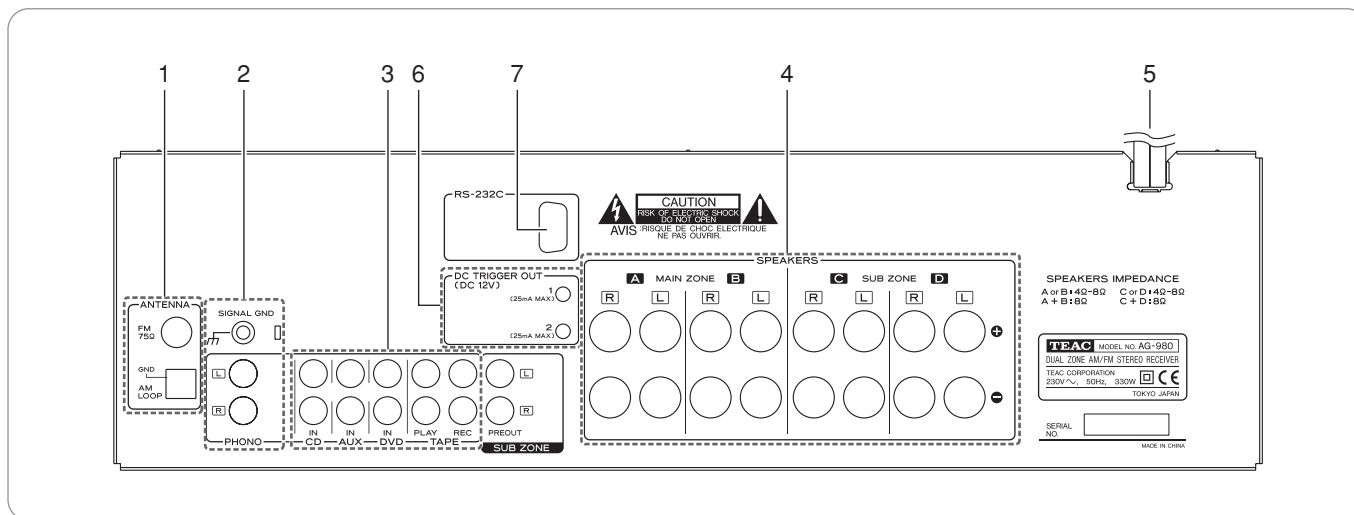 1 2 3 6 7 4 5
RS-232C
CAUTION
RISK OF ELECTRIC SHOCK
DO NOT OPEN
AVIS :RISQUE DE CHOC ELECTRIQUE
NE PAS OUVRIR.
DC TRIGGER OUT
(DC 12V)
1
(25mA MAX)
2
(25mA MAX)
ANTENNA
FM
75Ω
GND
AM
LOOP
SIGNAL GND
L
R
PHONO
IN IN IN PLAY REC
CD AUX DVD TAPE
L
R
PREOUT
SUB ZONE
SPEAKERS
A MAIN ZONE B C SUB ZONE D
R L R L R L R L
+
−
SPEAKERS IMPEDANCE
A or B:4Ω-8Ω C or D:4Ω-8Ω
A + B:8Ω C + D:8Ω
TEAC MODEL NO. AG-980
DUAL ZONE AM/FM STEREO RECEIVER
TEAC CORPORATION
230V～, 50Hz, 330W CE
TOKYO JAPAN
SERIAL
NO.
MADE IN CHINA